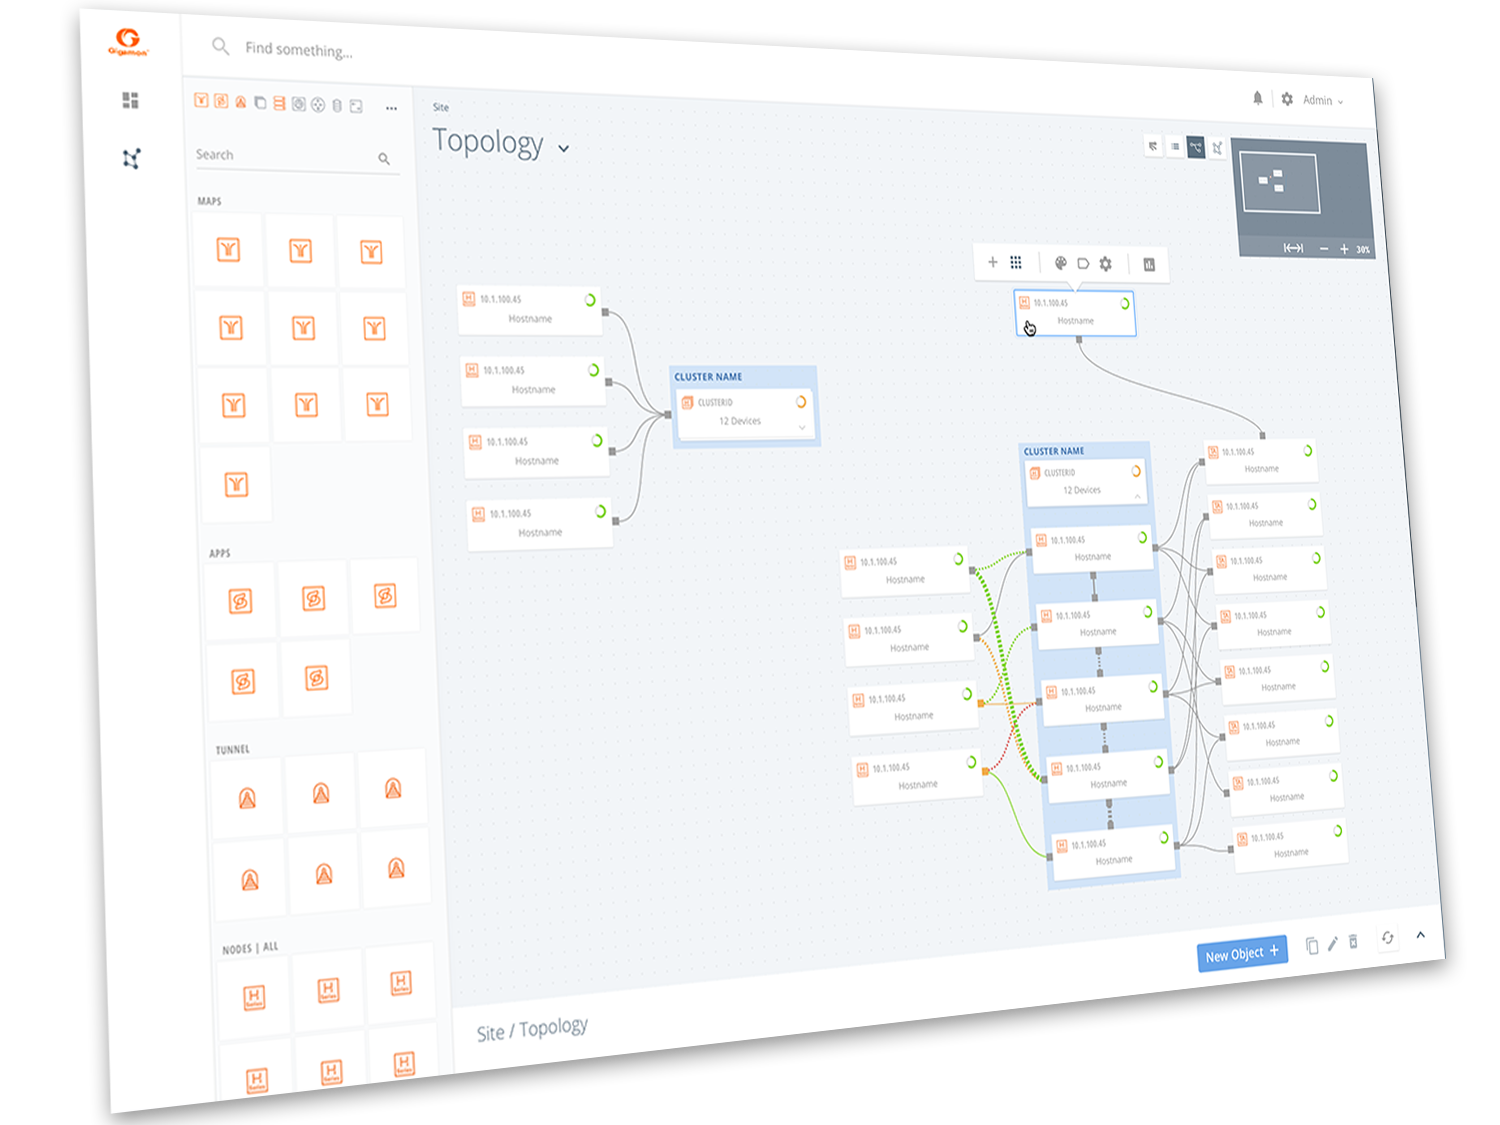 Gigamon
Find something...
Admin
Site
Topology
Search
MAPS
APPS
TUNNEL
NODES | ALL
H
Series
H
Series
H
Series
H
Series
H
Series
H
Series
30%
10.1.100.45
Hostname
10.1.100.45
Hostname
10.1.100.45
Hostname
10.1.100.45
Hostname
CLUSTER NAME
CLUSTERID
12 Devices
10.1.100.45
Hostname
10.1.100.45
Hostname
10.1.100.45
Hostname
10.1.100.45
Hostname
10.1.100.45
Hostname
CLUSTER NAME
CLUSTERID
12 Devices
10.1.100.45
Hostname
10.1.100.45
Hostname
10.1.100.45
Hostname
10.1.100.45
Hostname
10.1.100.45
Hostname
10.1.100.45
Hostname
10.1.100.45
Hostname
10.1.100.45
Hostname
10.1.100.45
Hostname
10.1.100.45
Hostname
10.1.100.45
Hostname
10.1.100.45
Hostname
10.1.100.45
Hostname
New Object +
Site / Topology